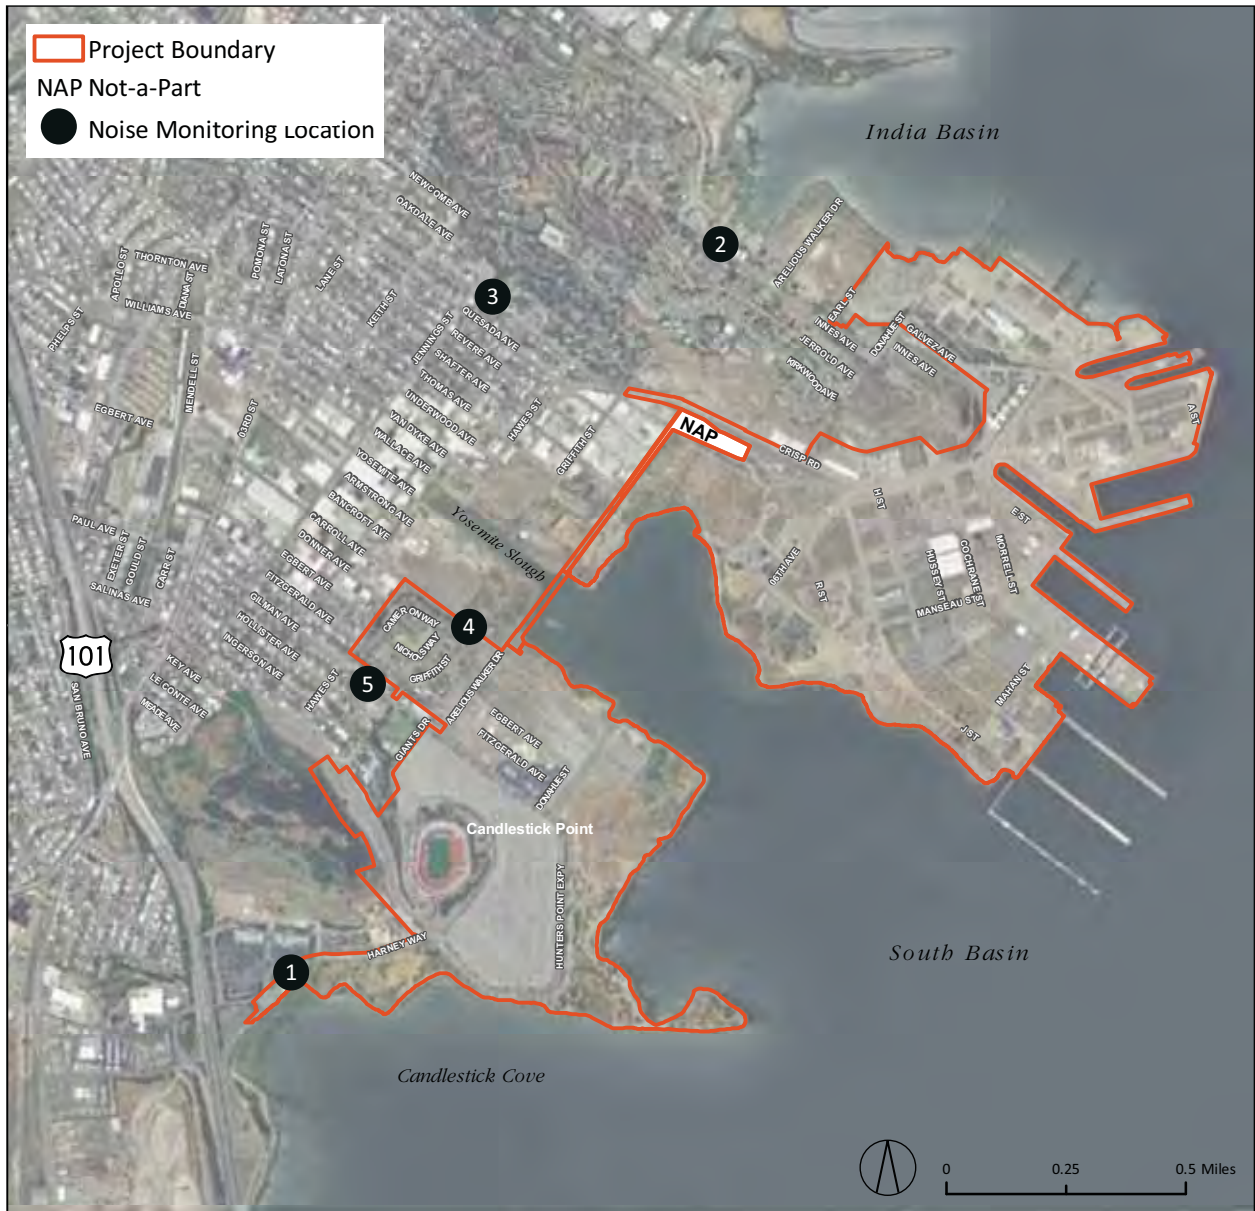 Project Boundary
NAP Not-a-Part
Noise Monitoring Location
India Basin
NEWCOMB AVE
OAKDALE AVE
ARELIOUS WALKER DR
2
POMONA ST
LATONA ST
LANE ST
THORNTON AVE
APOLLO ST
DIANA ST
WILLIAMS AVE
PHELPS ST
KEITH ST
3
QUESADA AVE
JENNINGS ST
REVERE AVE
SHAFTER AVE
THOMAS AVE
UNDERWOOD AVE
VAN DYKE AVE
WALLACE AVE
YOSEMITE AVE
ARMSTRONG AVE
BANCROFT AVE
CARROLL AVE
DONNER AVE
EGBERT AVE
FITZGERALD AVE
GILMAN AVE
HOLLISTER AVE
INGERSON AVE
EARL ST
INNES AVE
JERROLD AVE
KIRKWOOD AVE
DONAHUE ST
GALVEZ AVE
INNES AVE
MENDELL ST
EGBERT AVE
03RD ST
HAWES ST
GRIFFITH ST
NAP
CRISP RD
A ST
H ST
E ST
PAUL AVE
EXETER ST
GOULD ST
CARR ST
SALINAS AVE
Yosemite Slough
06TH AVE
R ST
HUSSEY ST
COCHRANE ST
MORRELL ST
MANSEAU ST
MAHAN ST
J ST
CAMERON WAY
NICHOLS WAY
GRIFFITH ST
4
5
101
SAN BRUNO AVE
KEY AVE
LE CONTE AVE
MEADE AVE
HAWES ST
GIANTS DR
ARELIOUS WALKER DR
EGBERT AVE
FITZGERALD AVE
DONAHUE ST
Candlestick Point
HUNTERS POINT EXPY
HARNEY WAY
1
South Basin
Candlestick Cove
0 0.25 0.5 Miles